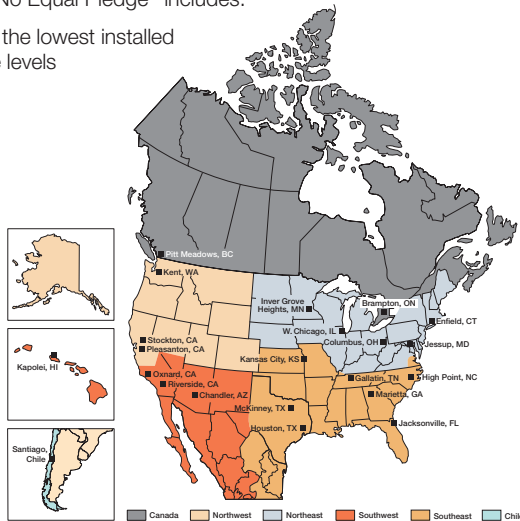 No Equal Pledge" includes:
the lowest installed
levels
Pitt Meadows, BC
Kent, WA
Inver Grove
Heights, MN
Brampton, ON
Enfield, CT
W. Chicago, IL
Columbus, OH
Jessup, MD
Stockton, CA
Pleasanton, CA
Kansas City, KS
Kapolei, HI
Oxnard, CA
Riverside, CA
Chandler, AZ
Gallatin, TN
High Point, NC
Marietta, GA
McKinney, TX
Houston, TX
Jacksonville, FL
Santiago,
Chile
Canada
Northwest
Northeast
Southwest
Southeast
Chil